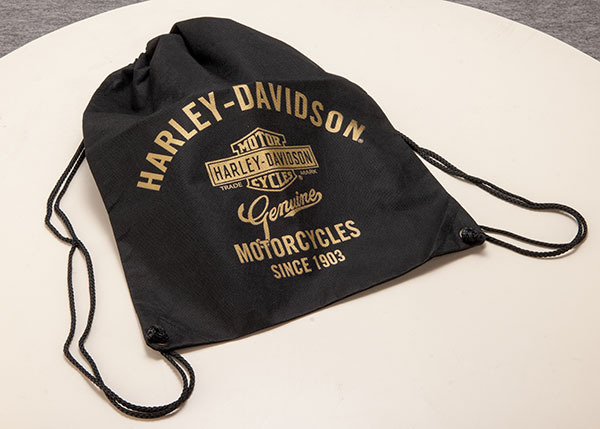 HARLEY-DAVIDSON®
MOTOR
HARLEY-DAVIDSON
CYCLES®
TRADE MARK
Genuine
MOTORCYCLES
SINCE 1903